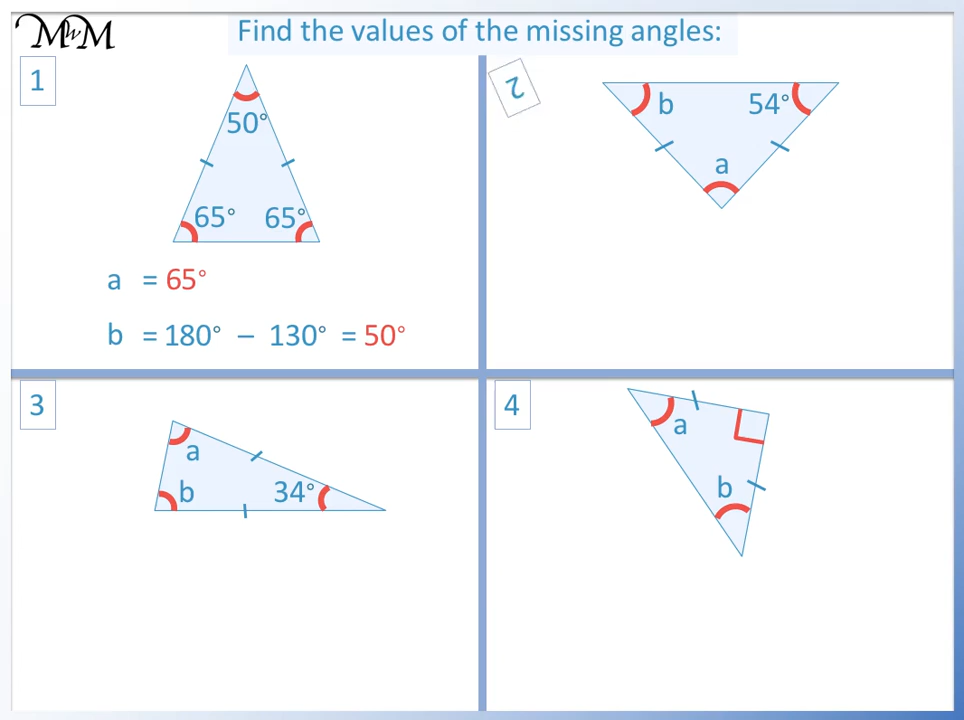 MwM
Find the values of the missing angles:
1
50°
65° 65°
a = 65°
b = 180° – 130° = 50°
2
b 54°
a
3
a
b 34°
4
a
b